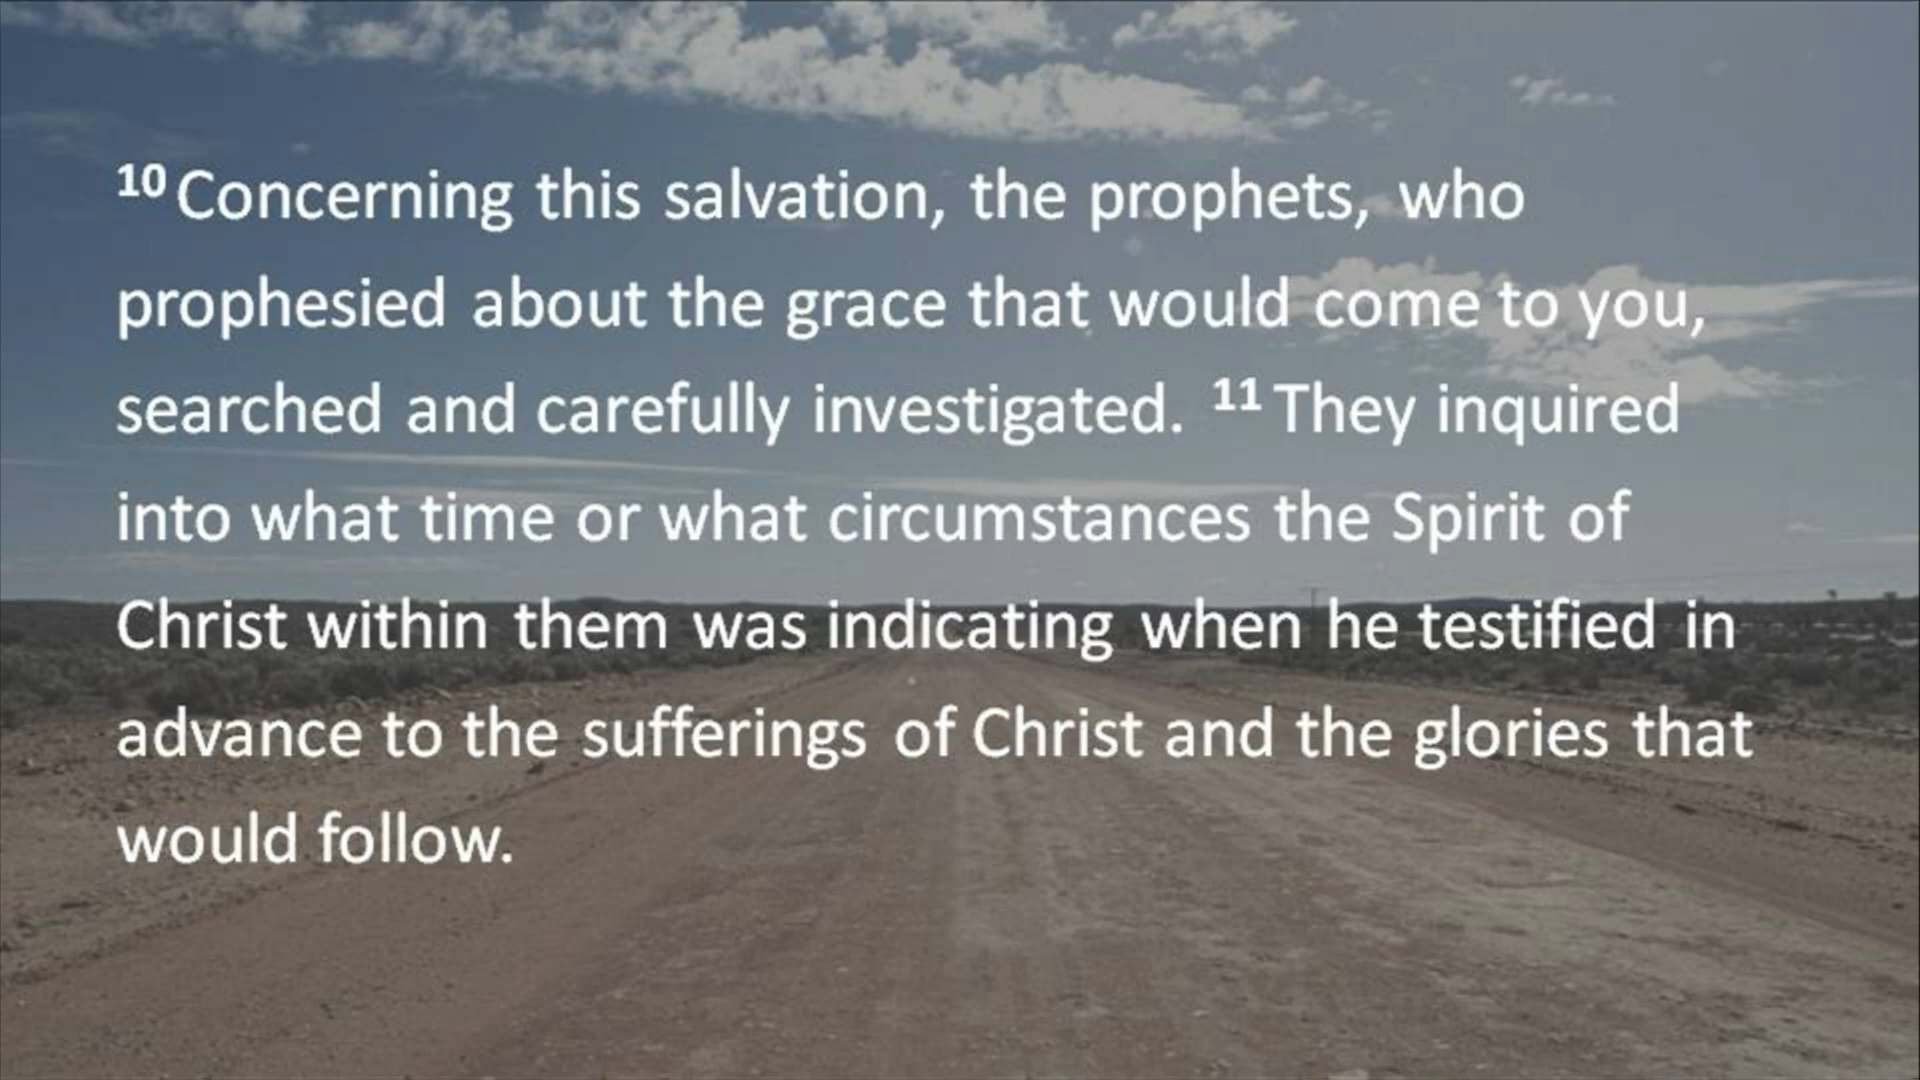 ¹⁰ Concerning this salvation, the prophets, who
prophesied about the grace that would come to you,
searched and carefully investigated. ¹¹ They inquired
into what time or what circumstances the Spirit of
Christ within them was indicating when he testified in
advance to the sufferings of Christ and the glories that
would follow.